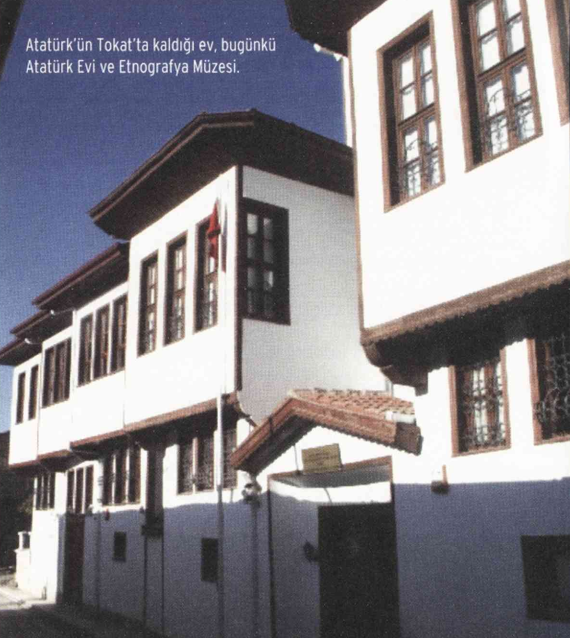 Atatürk'ün Tokat'ta kaldığı ev, bugünkü
Atatürk Evi ve Etnografya Müzesi.